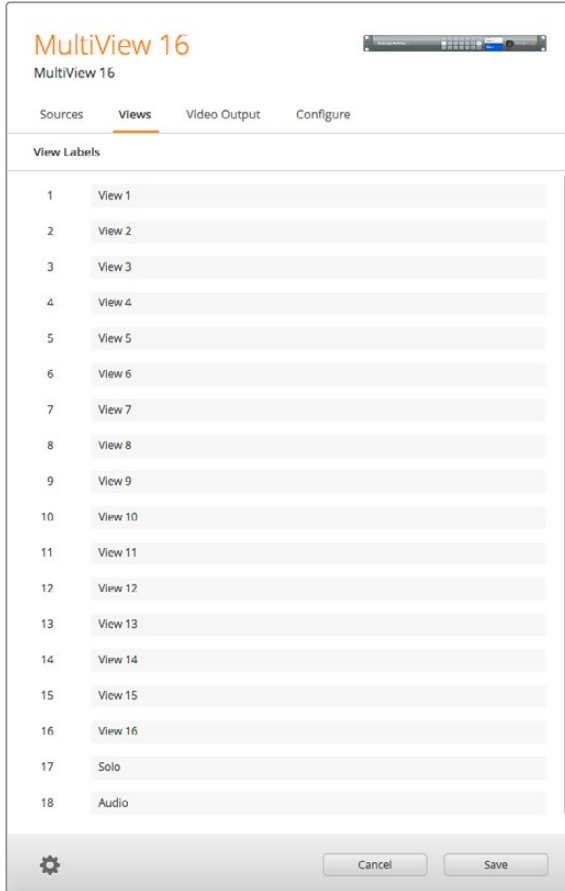 MultiView 16
MultiView 16
Sources Views Video Output Configure
View Labels
1 View 1
2 View 2
3 View 3
4 View 4
5 View 5
6 View 6
7 View 7
8 View 8
9 View 9
10 View 10
11 View 11
12 View 12
13 View 13
14 View 14
15 View 15
16 View 16
17 Solo
18 Audio
Cancel Save